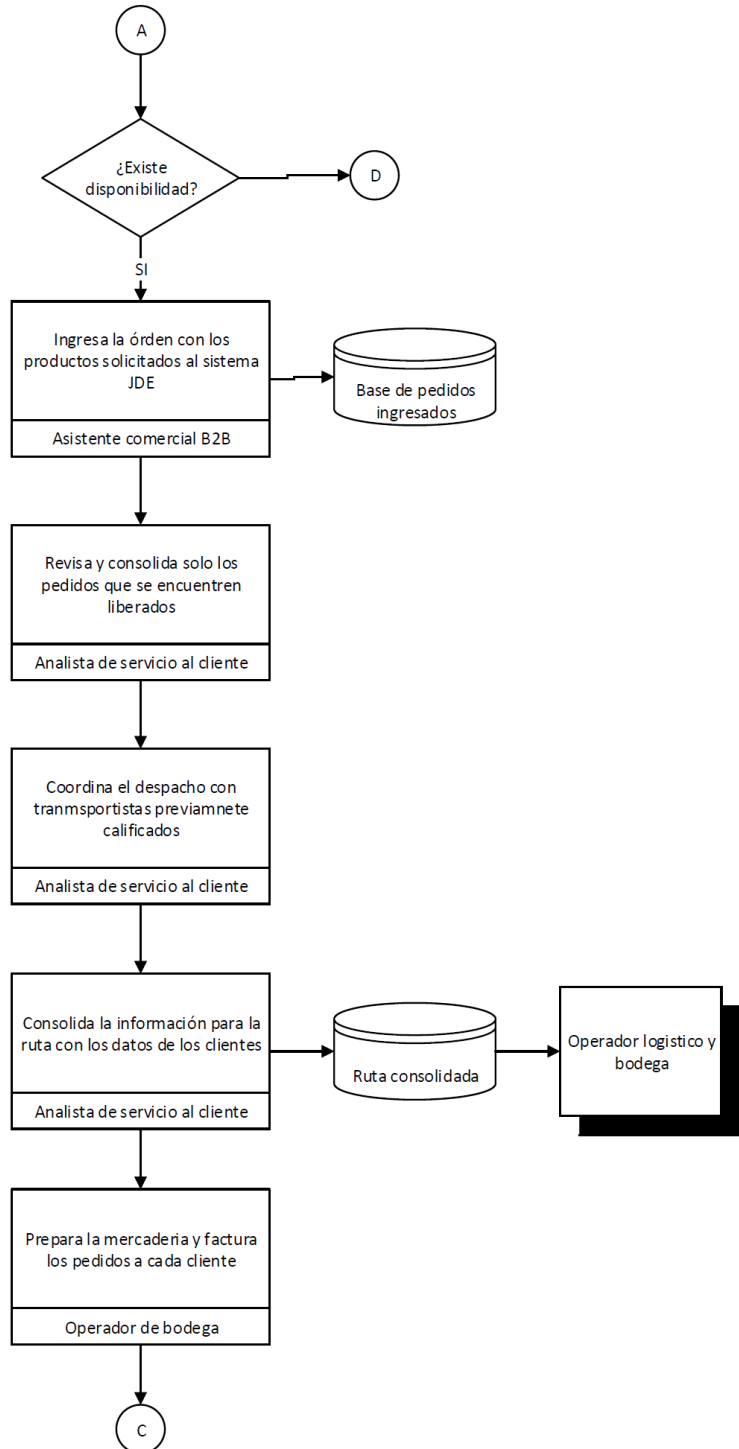 A
¿Existe
disponibilidad?
D
SI
Ingresa la órden con los
productos solicitados al sistema
JDE
Asistente comercial B2B
Base de pedidos
ingresados
Revisa y consolida solo los
pedidos que se encuentren
liberados
Analista de servicio al cliente
Coordina el despacho con
tranmsportistas previamnete
calificados
Analista de servicio al cliente
Consolida la información para la
ruta con los datos de los clientes
Analista de servicio al cliente
Ruta consolidada
Operador logistico y
bodega
Prepara la mercaderia y factura
los pedidos a cada cliente
Operador de bodega
C